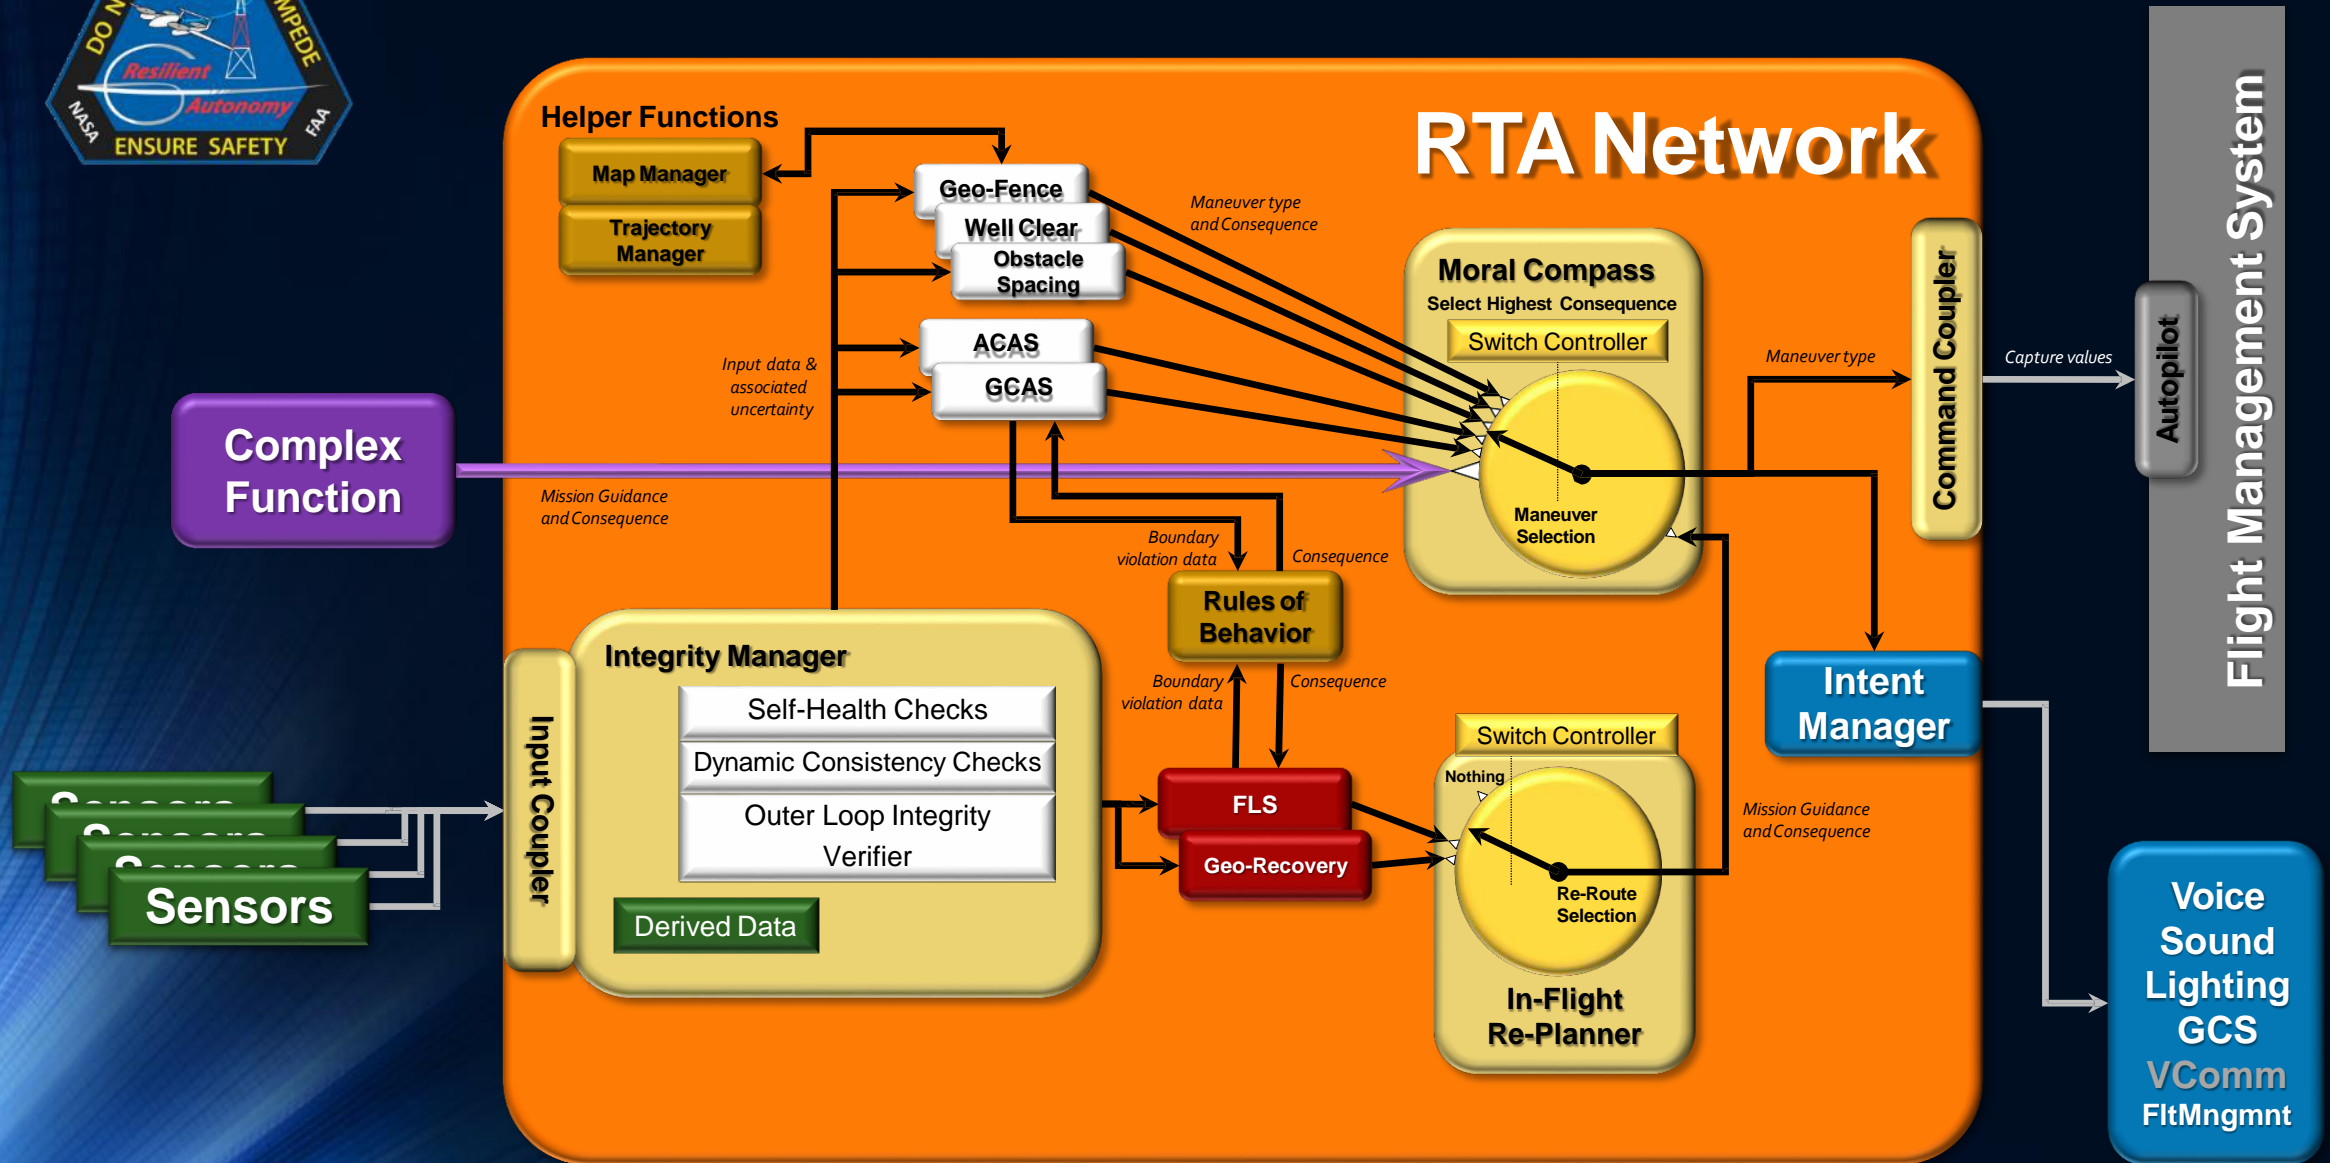 DO N
MPEDE
Resilient
Autonomy
NASA
FAA
ENSURE SAFETY
RTA Network
Helper Functions
Map Manager
Trajectory
Manager
Geo-Fence
Well Clear
Obstacle
Spacing
ACAS
GCAS
Maneuver type
and Consequence
Input data &
associated
uncertainty
Complex
Function
Mission Guidance
and Consequence
Moral Compass
Select Highest Consequence
Switch Controller
Maneuver
Selection
Maneuver type
Command Coupler
Capture values
Autopilot
Flight Management System
Boundary
violation data
Consequence
Rules of
Behavior
Boundary
violation data
Consequence
Integrity Manager
Self-Health Checks
Dynamic Consistency Checks
Outer Loop Integrity
Verifier
Derived Data
Input Coupler
Sensors
Sensors
Sensors
Sensors
FLS
Geo-Recovery
Switch Controller
Nothing
Re-Route
Selection
In-Flight
Re-Planner
Mission Guidance
and Consequence
Intent
Manager
Voice
Sound
Lighting
GCS
VComm
FltMngmnt